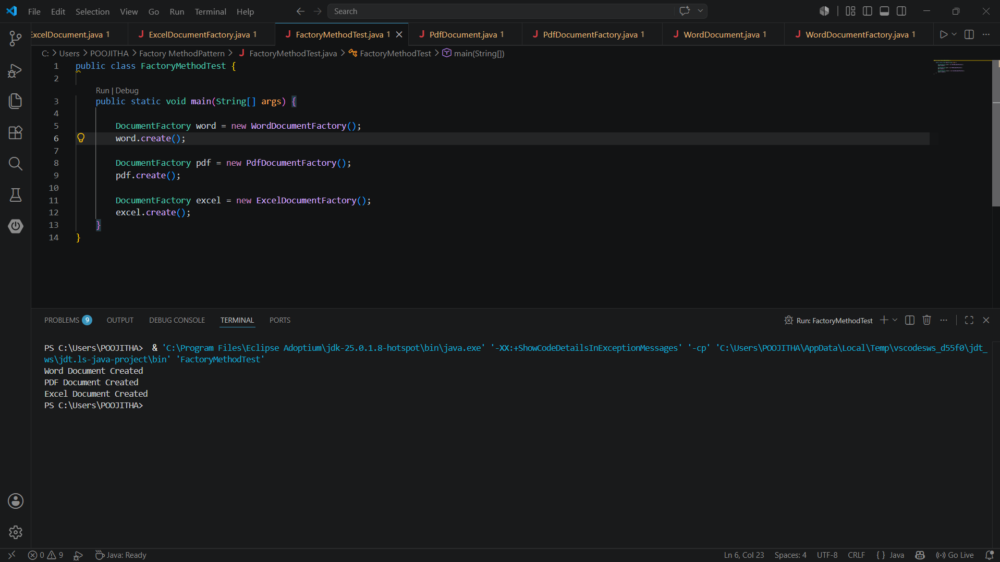 File Edit Selection View Go Run Terminal Help
Search
ExcelDocument.java 1
ExcelDocumentFactory.java 1
FactoryMethodTest.java 1
PdfDocument.java 1
PdfDocumentFactory.java 1
WordDocument.java 1
WordDocumentFactory.java 1
C: > Users > POOJITHA > Factory MethodPattern > FactoryMethodTest.java > FactoryMethodTest > main(String[])
1 public class FactoryMethodTest {
2
Run | Debug
3 public static void main(String[] args) {
4
5 DocumentFactory word = new WordDocumentFactory();
6 word.create();
7
8 DocumentFactory pdf = new PdfDocumentFactory();
9 pdf.create();
10
11 DocumentFactory excel = new ExcelDocumentFactory();
12 excel.create();
13 }
14 }
PROBLEMS 9 OUTPUT DEBUG CONSOLE TERMINAL PORTS
Run: FactoryMethodTest
PS C:\Users\POOJITHA> & 'C:\Program Files\Eclipse Adoptium\jdk-25.0.1.8-hotspot\bin\java.exe' '-XX:+ShowCodeDetailsInExceptionMessages' '-cp' 'C:\Users\POOJITHA\AppData\Local\Temp\vscodesws_d55f0\jdt_
ws\jdt.ls-java-project\bin' 'FactoryMethodTest'
Word Document Created
PDF Document Created
Excel Document Created
PS C:\Users\POOJITHA>
0 9 Java: Ready
Ln 6, Col 23 Spaces: 4 UTF-8 CRLF { } Java Go Live